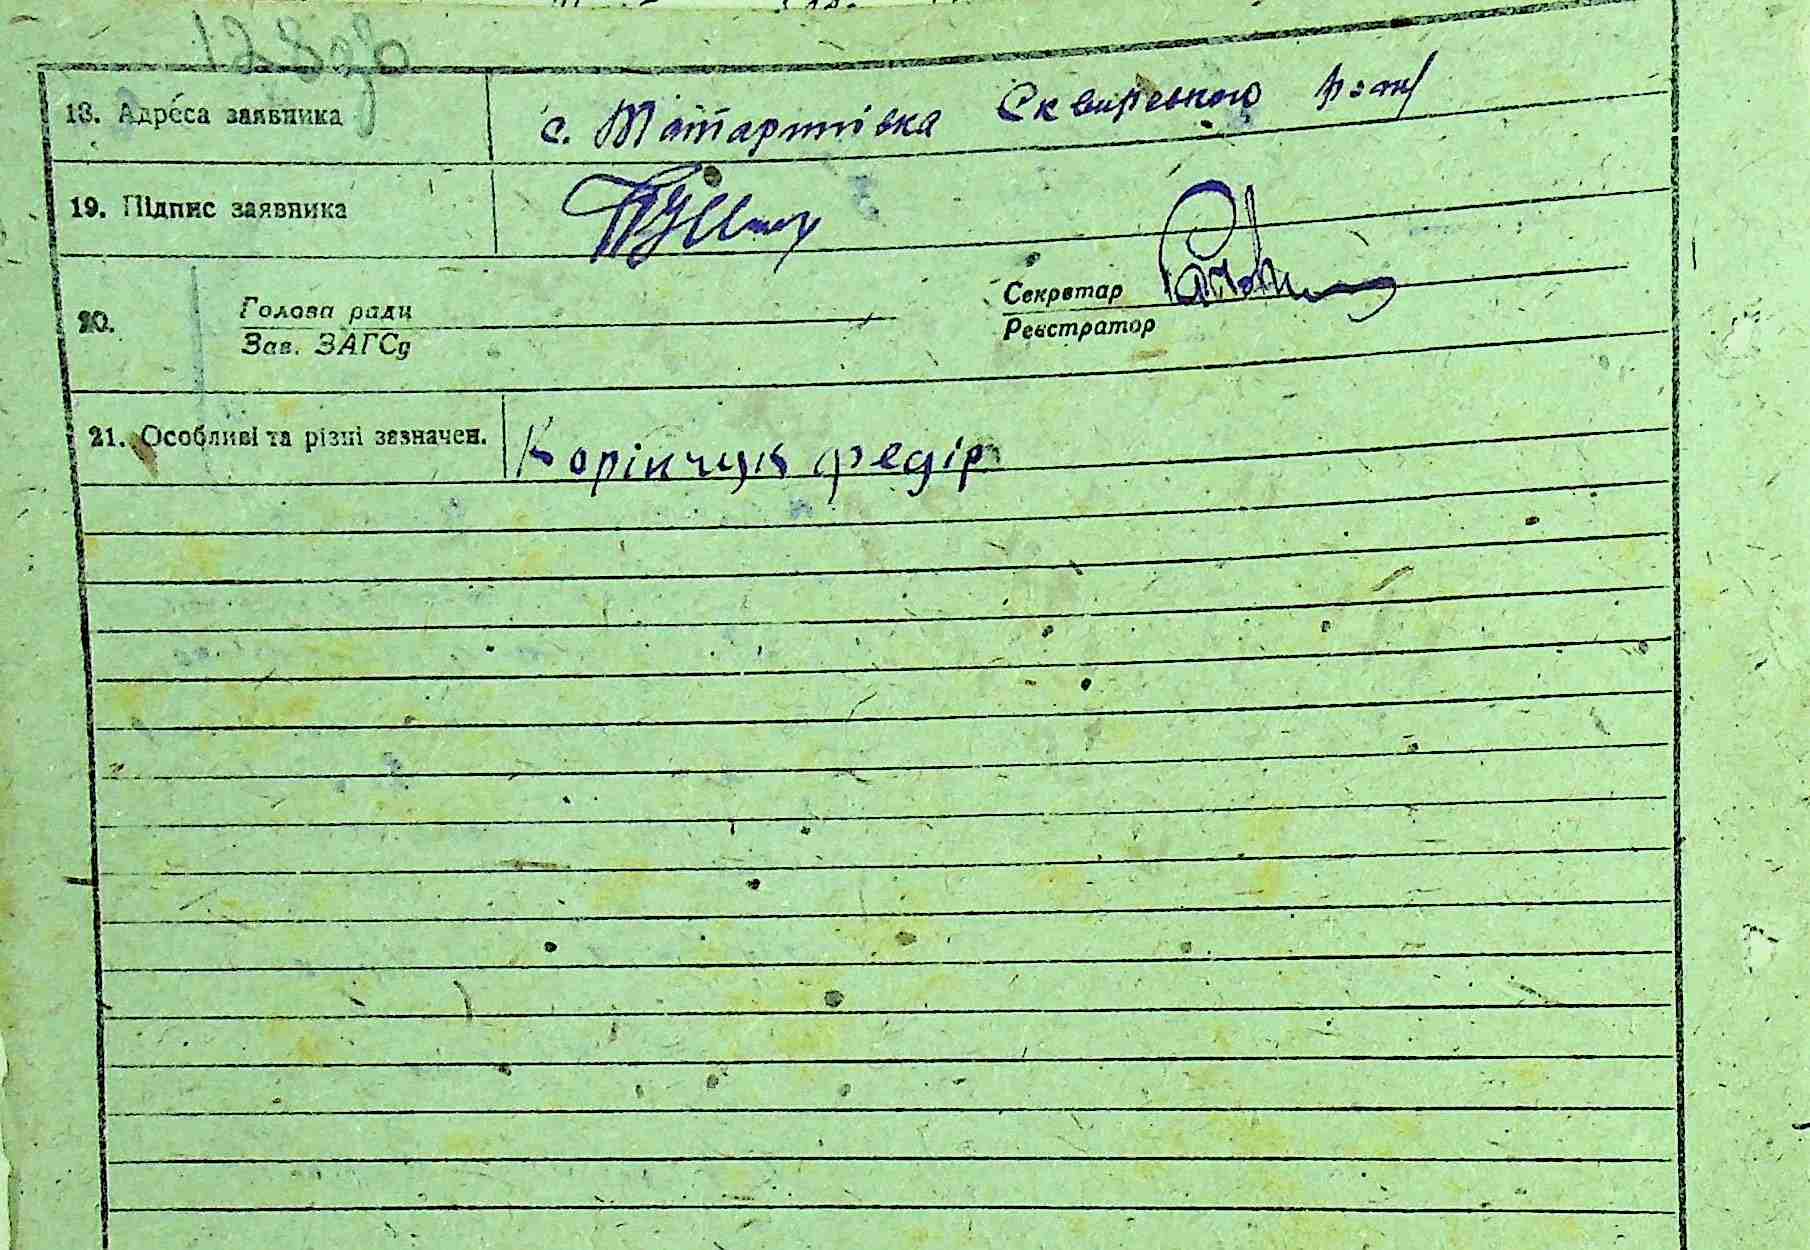 18. Адреса заявника с. Татаринівка Сквирського р-ну
19. Підпис заявника
20. Голова ради Секретар
Зав. ЗАГСу Реєстратор
21. Особливі та різні зазначен. Корінчук Федір